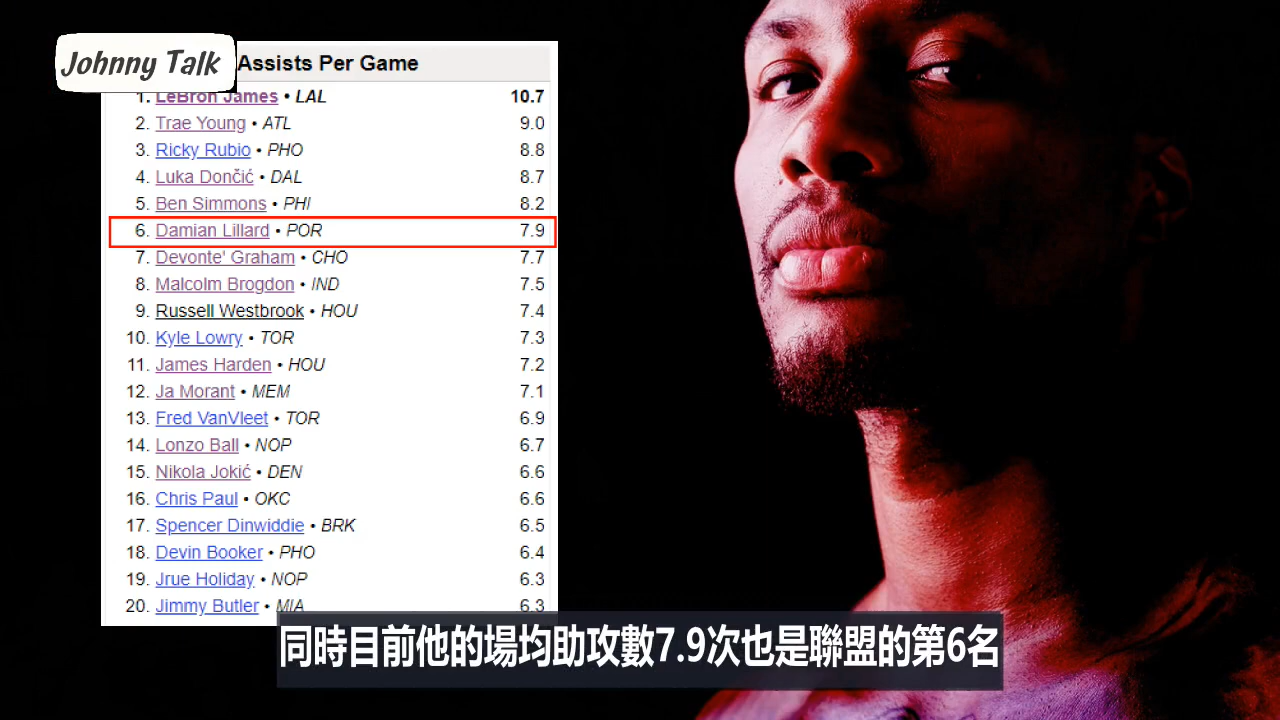 Johnny Talk
Assists Per Game
1. LeBron James • LAL 10.7
2. Trae Young • ATL 9.0
3. Ricky Rubio • PHO 8.8
4. Luka Dončić • DAL 8.7
5. Ben Simmons • PHI 8.2
6. Damian Lillard • POR 7.9
7. Devonte' Graham • CHO 7.7
8. Malcolm Brogdon • IND 7.5
9. Russell Westbrook • HOU 7.4
10. Kyle Lowry • TOR 7.3
11. James Harden • HOU 7.2
12. Ja Morant • MEM 7.1
13. Fred VanVleet • TOR 6.9
14. Lonzo Ball • NOP 6.7
15. Nikola Jokić • DEN 6.6
16. Chris Paul • OKC 6.6
17. Spencer Dinwiddie • BRK 6.5
18. Devin Booker • PHO 6.4
19. Jrue Holiday • NOP 6.3
20. Jimmy Butler • MIA 6.3
同時目前他的場均助攻數7.9次也是聯盟的第6名